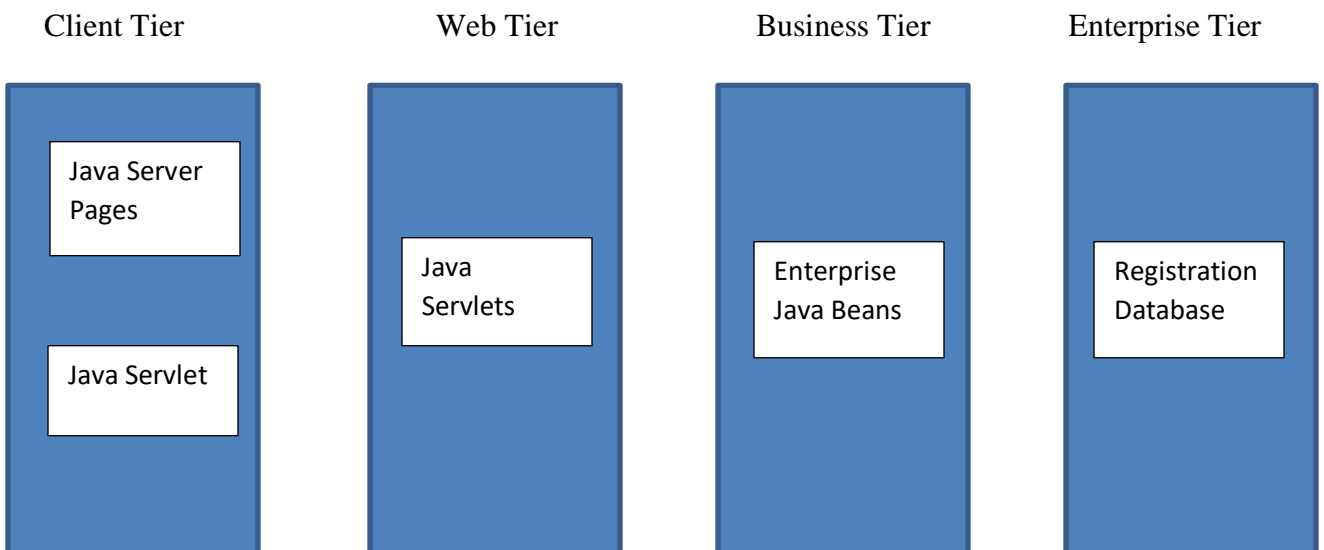 Client Tier
Web Tier
Business Tier
Enterprise Tier
Java Server
Pages
Java Servlet
Java
Servlets
Enterprise
Java Beans
Registration
Database